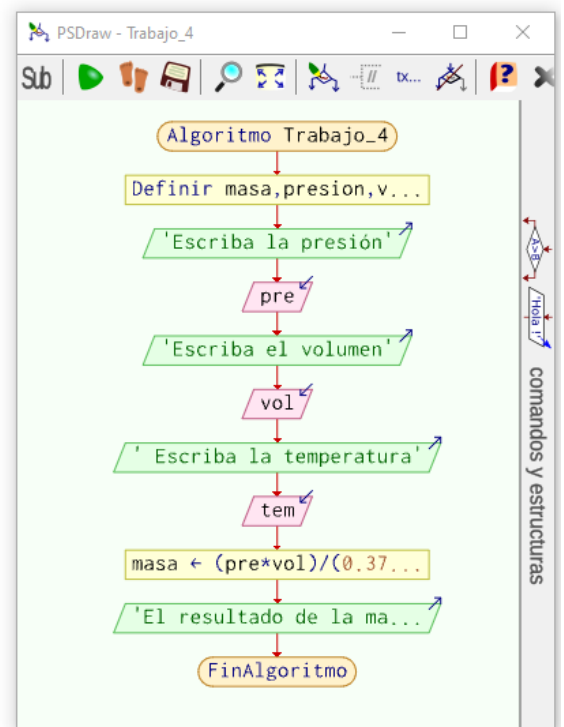 PSDraw - Trabajo_4
Sub
tx...
Algoritmo Trabajo_4
Definir masa,presion,v...
'Escriba la presión'
pre
'Escriba el volumen'
vol
' Escriba la temperatura'
tem
masa ← (pre*vol)/(0.37...
'El resultado de la ma...
FinAlgoritmo
A>B
'Hola !'
comandos y estructuras